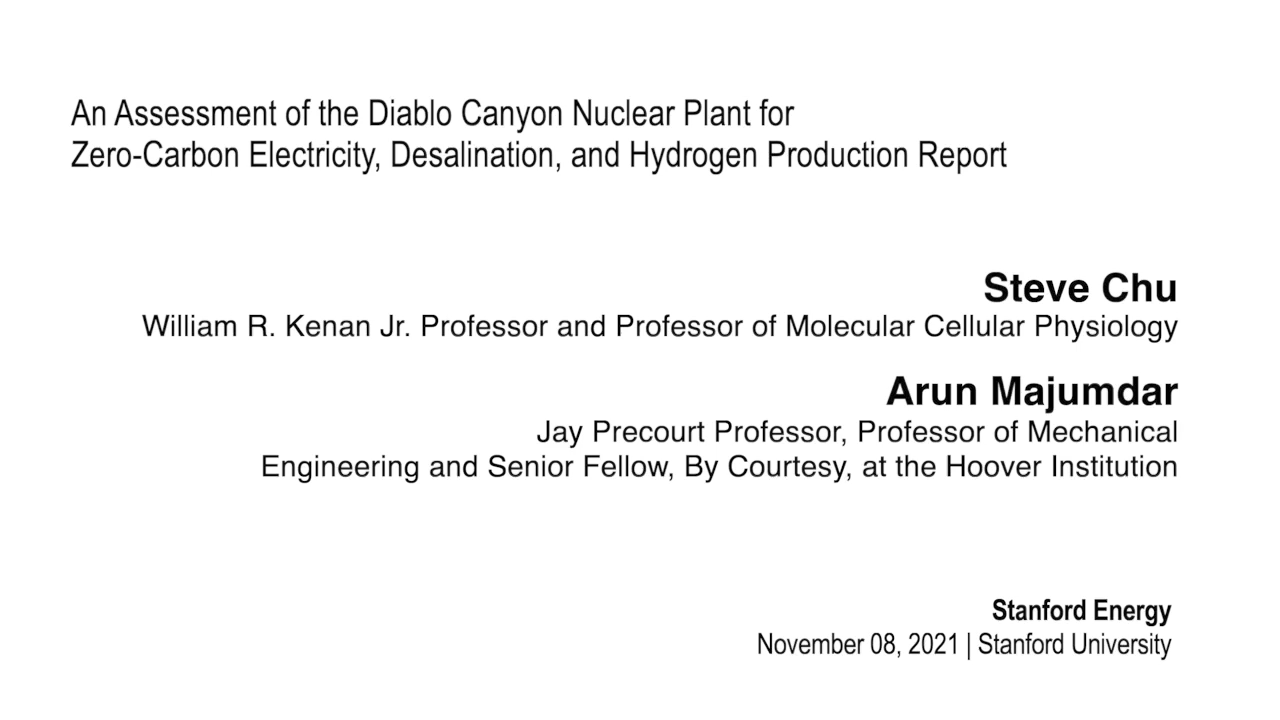 An Assessment of the Diablo Canyon Nuclear Plant for
Zero-Carbon Electricity, Desalination, and Hydrogen Production Report
Steve Chu
William R. Kenan Jr. Professor and Professor of Molecular Cellular Physiology
Arun Majumdar
Jay Precourt Professor, Professor of Mechanical
Engineering and Senior Fellow, By Courtesy, at the Hoover Institution
Stanford Energy
November 08, 2021 | Stanford University